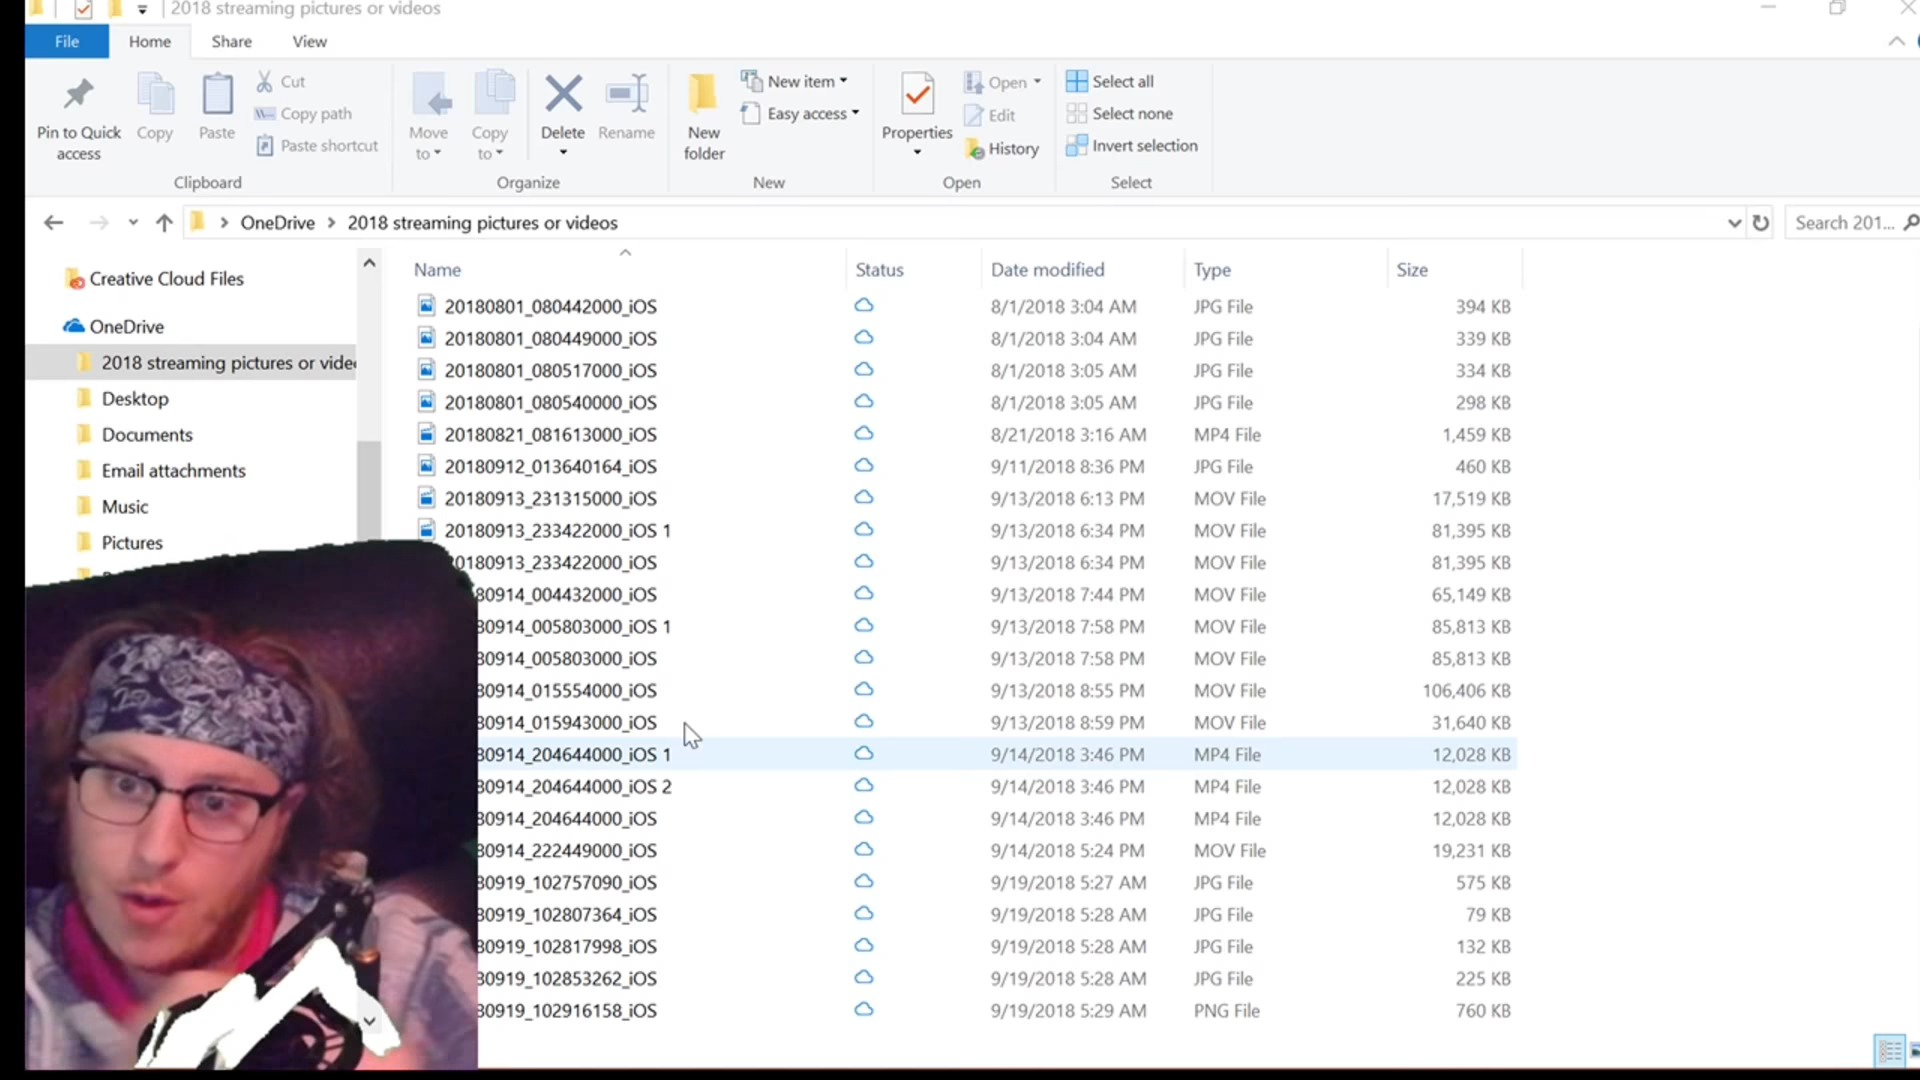 2018 streaming pictures or videos
File Home Share View
Pin to Quick access
Copy
Paste
Cut
Copy path
Paste shortcut
Clipboard
Move to
Copy to
Delete
Rename
Organize
New folder
New item
Easy access
New
Properties
Open
Edit
History
Open
Select all
Select none
Invert selection
Select
OneDrive > 2018 streaming pictures or videos
Search 201...
Creative Cloud Files
OneDrive
2018 streaming pictures or vide
Desktop
Documents
Email attachments
Music
Pictures
Name Status Date modified Type Size
20180801_080442000_iOS 8/1/2018 3:04 AM JPG File 394 KB
20180801_080449000_iOS 8/1/2018 3:04 AM JPG File 339 KB
20180801_080517000_iOS 8/1/2018 3:05 AM JPG File 334 KB
20180801_080540000_iOS 8/1/2018 3:05 AM JPG File 298 KB
20180821_081613000_iOS 8/21/2018 3:16 AM MP4 File 1,459 KB
20180912_013640164_iOS 9/11/2018 8:36 PM JPG File 460 KB
20180913_231315000_iOS 9/13/2018 6:13 PM MOV File 17,519 KB
20180913_233422000_iOS 1 9/13/2018 6:34 PM MOV File 81,395 KB
0180913_233422000_iOS 9/13/2018 6:34 PM MOV File 81,395 KB
80914_004432000_iOS 9/13/2018 7:44 PM MOV File 65,149 KB
80914_005803000_iOS 1 9/13/2018 7:58 PM MOV File 85,813 KB
80914_005803000_iOS 9/13/2018 7:58 PM MOV File 85,813 KB
80914_015554000_iOS 9/13/2018 8:55 PM MOV File 106,406 KB
80914_015943000_iOS 9/13/2018 8:59 PM MOV File 31,640 KB
80914_204644000_iOS 1 9/14/2018 3:46 PM MP4 File 12,028 KB
80914_204644000_iOS 2 9/14/2018 3:46 PM MP4 File 12,028 KB
80914_204644000_iOS 9/14/2018 3:46 PM MP4 File 12,028 KB
80914_222449000_iOS 9/14/2018 5:24 PM MOV File 19,231 KB
80919_102757090_iOS 9/19/2018 5:27 AM JPG File 575 KB
80919_102807364_iOS 9/19/2018 5:28 AM JPG File 79 KB
80919_102817998_iOS 9/19/2018 5:28 AM JPG File 132 KB
80919_102853262_iOS 9/19/2018 5:28 AM JPG File 225 KB
80919_102916158_iOS 9/19/2018 5:29 AM PNG File 760 KB